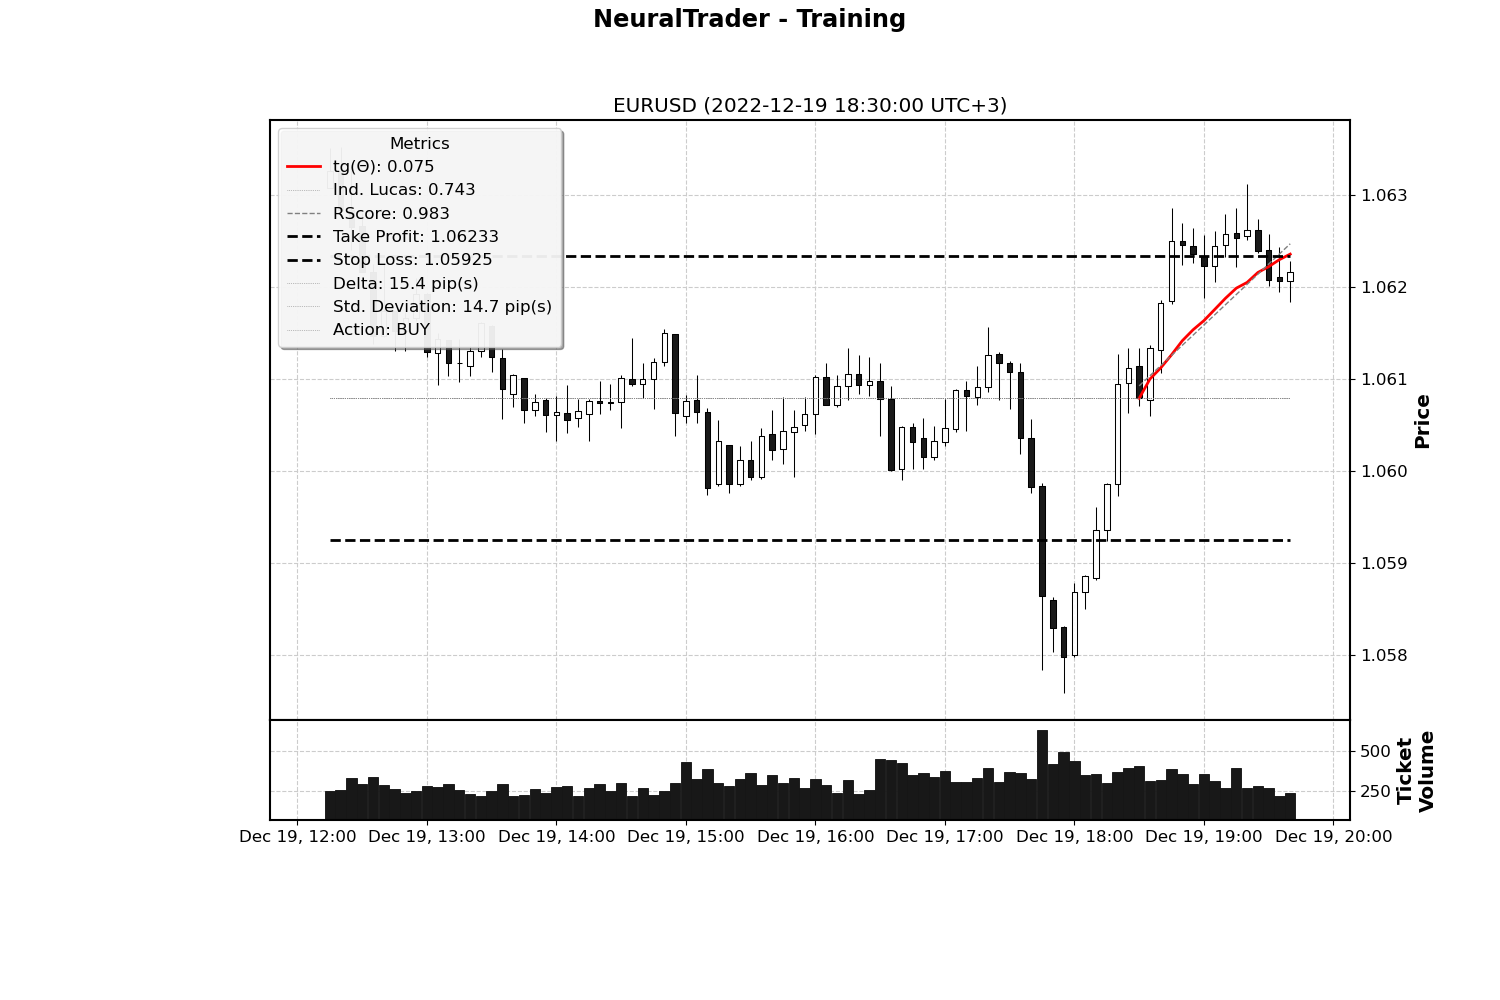 NeuralTrader - Training
EURUSD (2022-12-19 18:30:00 UTC+3)
Metrics
tg(Θ): 0.075
Ind. Lucas: 0.743
RScore: 0.983
Take Profit: 1.06233
Stop Loss: 1.05925
Delta: 15.4 pip(s)
Std. Deviation: 14.7 pip(s)
Action: BUY
1.063
1.062
1.061
1.060
1.059
1.058
Price
500
250
Ticket
Volume
Dec 19, 12:00
Dec 19, 13:00
Dec 19, 14:00
Dec 19, 15:00
Dec 19, 16:00
Dec 19, 17:00
Dec 19, 18:00
Dec 19, 19:00
Dec 19, 20:00